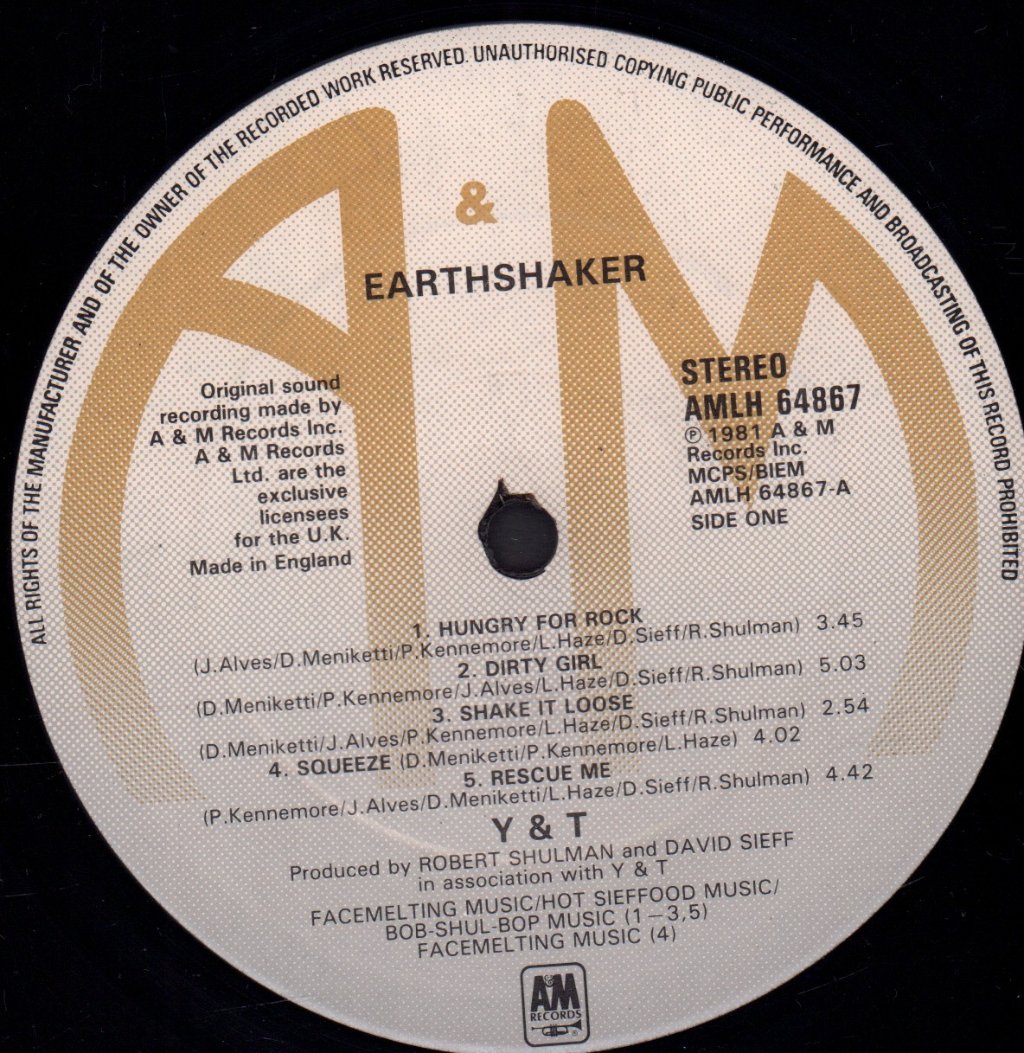 ALL RIGHTS OF THE MANUFACTURER AND OF THE OWNER OF THE RECORDED WORK RESERVED. UNAUTHORISED COPYING PUBLIC PERFORMANCE AND BROADCASTING OF THIS RECORD PROHIBITED
A & M
EARTHSHAKER
Original sound
recording made by
A & M Records Inc.
A & M Records
Ltd. are the
exclusive
licensees
for the U.K.
Made in England
STEREO
AMLH 64867
℗ 1981 A & M
Records Inc.
MCPS/BIEM
AMLH 64867-A
SIDE ONE
1. HUNGRY FOR ROCK
(J.Alves/D.Meniketti/P.Kennemore/L.Haze/D.Sieff/R.Shulman) 3.45
2. DIRTY GIRL
(D.Meniketti/P.Kennemore/J.Alves/L.Haze/D.Sieff/R.Shulman) 5.03
3. SHAKE IT LOOSE
(D.Meniketti/J.Alves/P.Kennemore/L.Haze/D.Sieff/R.Shulman) 2.54
4. SQUEEZE (D.Meniketti/P.Kennemore/L.Haze) 4.02
5. RESCUE ME
(P.Kennemore/J.Alves/D.Meniketti/L.Haze/D.Sieff/R.Shulman) 4.42
Y & T
Produced by ROBERT SHULMAN and DAVID SIEFF
in association with Y & T
FACEMELTING MUSIC/HOT SIEFFOOD MUSIC/
BOB-SHUL-BOP MUSIC (1–3,5)
FACEMELTING MUSIC (4)
A&M
RECORDS
®